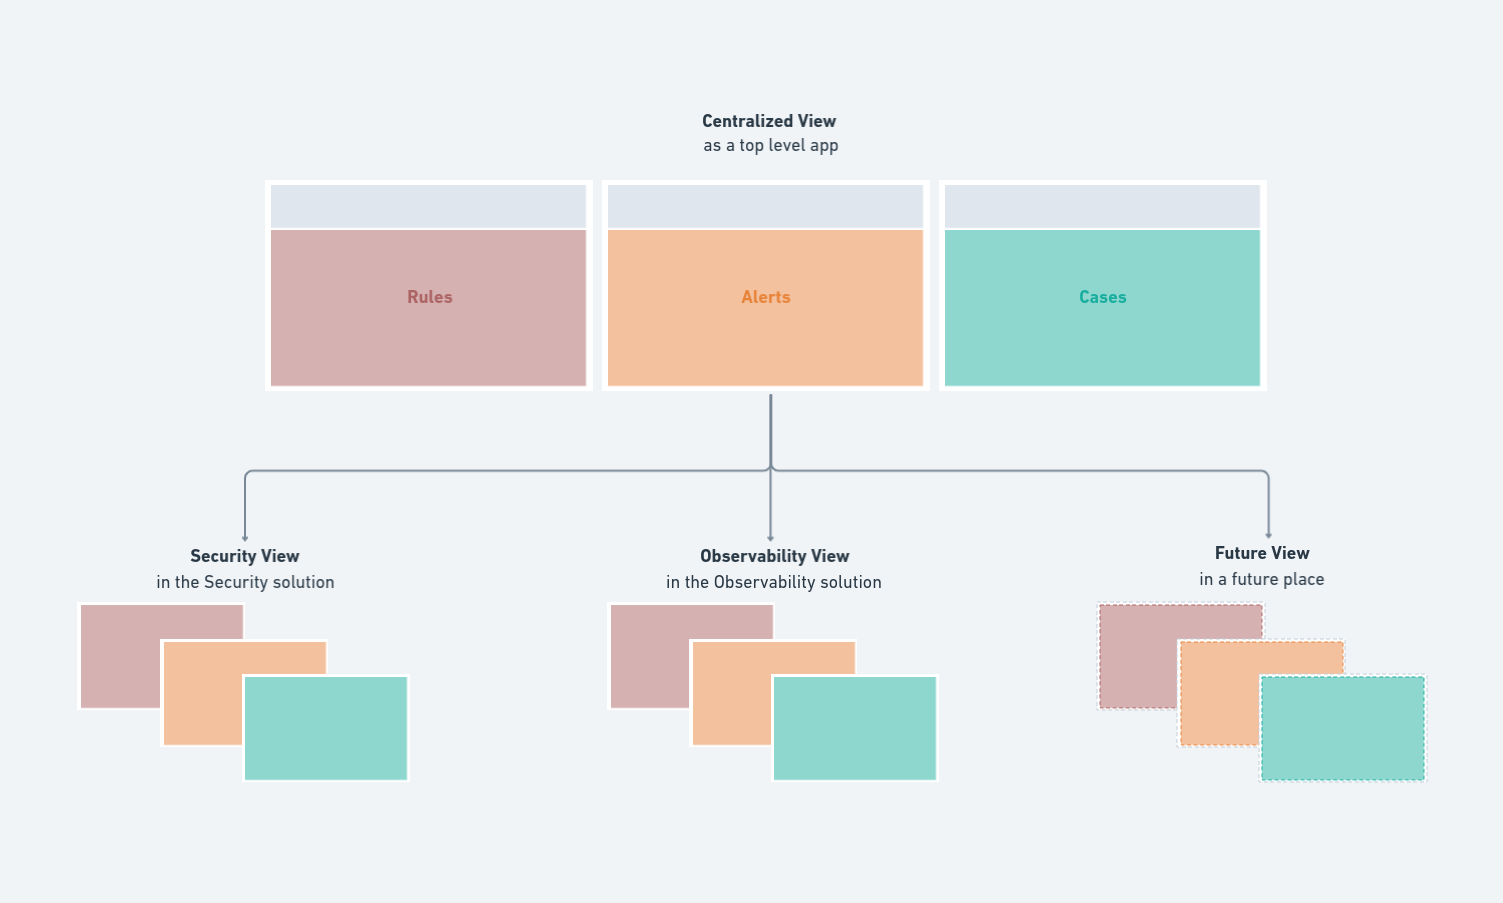 Centralized View
as a top level app
Rules
Alerts
Cases
Security View
in the Security solution
Observability View
in the Observability solution
Future View
in a future place